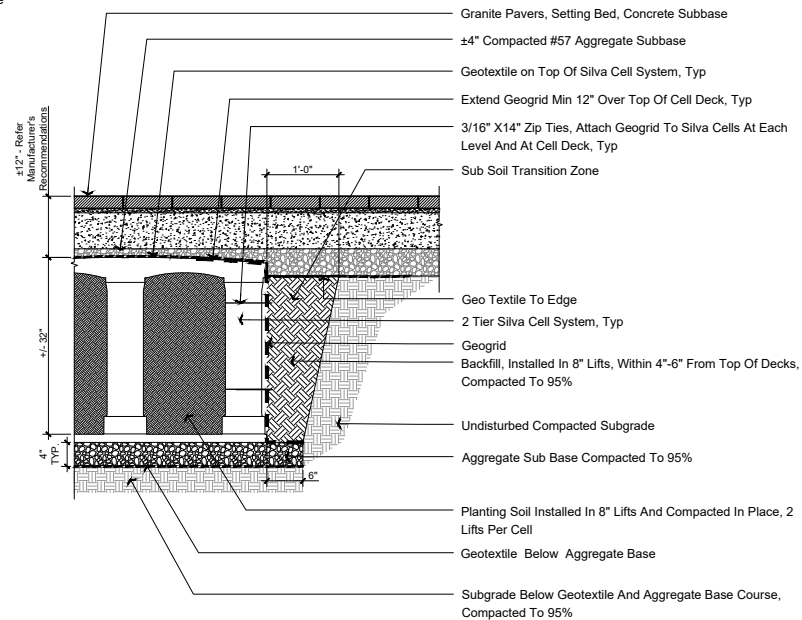 e
Granite Pavers, Setting Bed, Concrete Subbase
±4" Compacted #57 Aggregate Subbase
Geotextile on Top Of Silva Cell System, Typ
Extend Geogrid Min 12" Over Top Of Cell Deck, Typ
3/16" X14" Zip Ties, Attach Geogrid To Silva Cells At Each
Level And At Cell Deck, Typ
Sub Soil Transition Zone
±12" - Refer
Manufacturer's
Recommendations
1'-0"
Geo Textile To Edge
2 Tier Silva Cell System, Typ
Geogrid
Backfill, Installed In 8" Lifts, Within 4"-6" From Top Of Decks,
Compacted To 95%
+/- 32"
Undisturbed Compacted Subgrade
Aggregate Sub Base Compacted To 95%
4"
TYP.
6"
Planting Soil Installed In 8" Lifts And Compacted In Place, 2
Lifts Per Cell
Geotextile Below Aggregate Base
Subgrade Below Geotextile And Aggregate Base Course,
Compacted To 95%